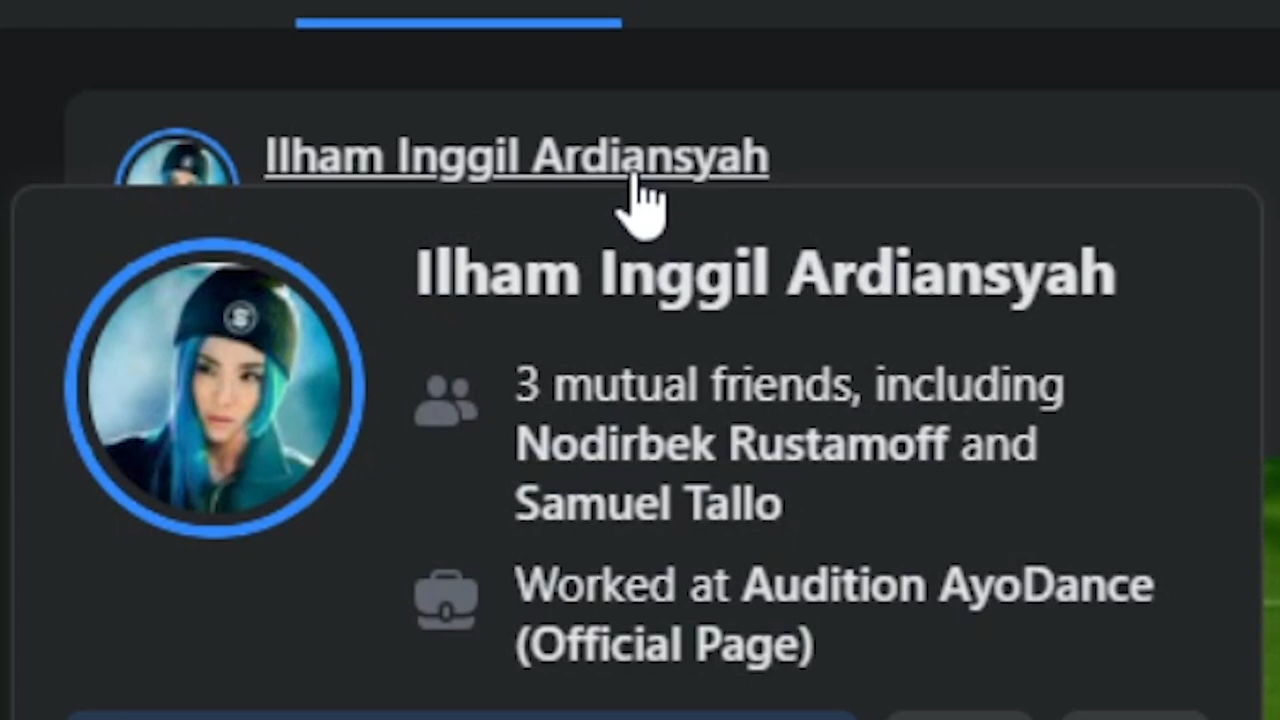 Ilham Inggil Ardiansyah
Ilham Inggil Ardiansyah
3 mutual friends, including
Nodirbek Rustamoff and
Samuel Tallo
Worked at Audition AyoDance
(Official Page)